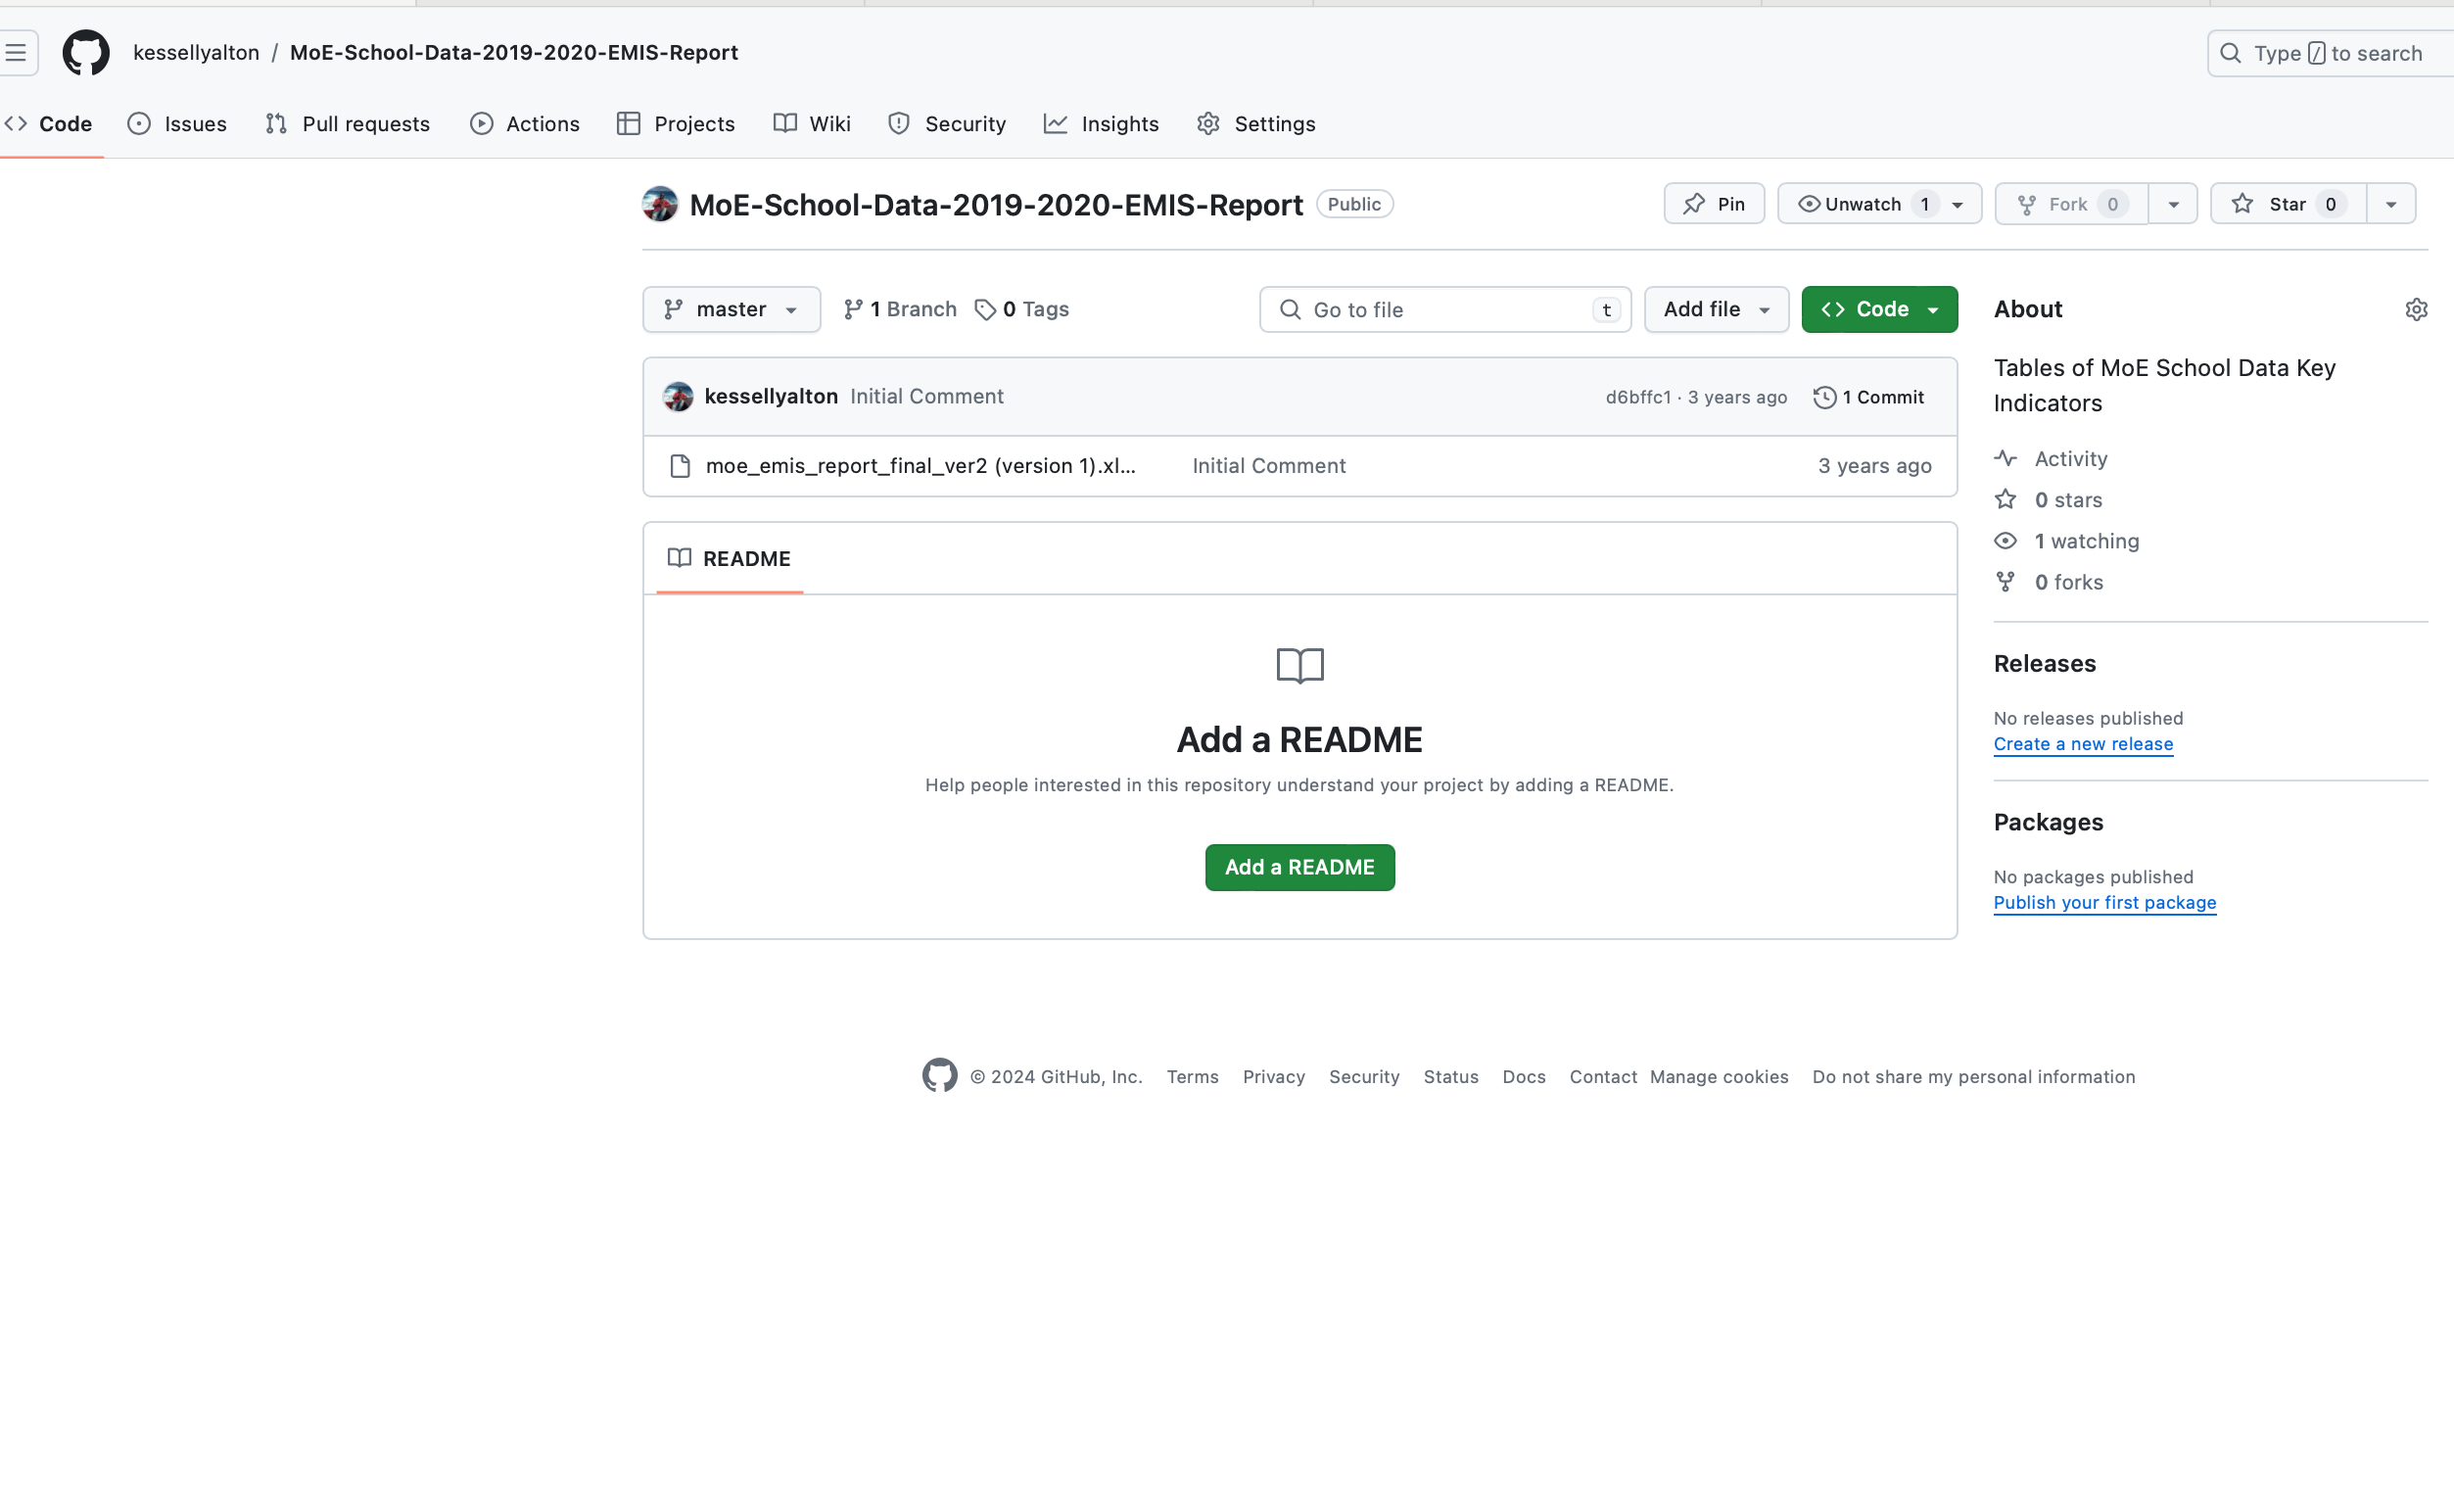 kessellyalton / MoE-School-Data-2019-2020-EMIS-Report
Type / to search
Code Issues Pull requests Actions Projects Wiki Security Insights Settings
MoE-School-Data-2019-2020-EMIS-Report Public
Pin Unwatch 1 Fork 0 Star 0
master 1 Branch 0 Tags
Go to file t
Add file Code
kessellyalton Initial Comment d6bffc1 · 3 years ago 1 Commit
moe_emis_report_final_ver2 (version 1).xl... Initial Comment 3 years ago
README
Add a README
Help people interested in this repository understand your project by adding a README.
Add a README
About
Tables of MoE School Data Key
Indicators
Activity
0 stars
1 watching
0 forks
Releases
No releases published
Create a new release
Packages
No packages published
Publish your first package
© 2024 GitHub, Inc. Terms Privacy Security Status Docs Contact Manage cookies Do not share my personal information